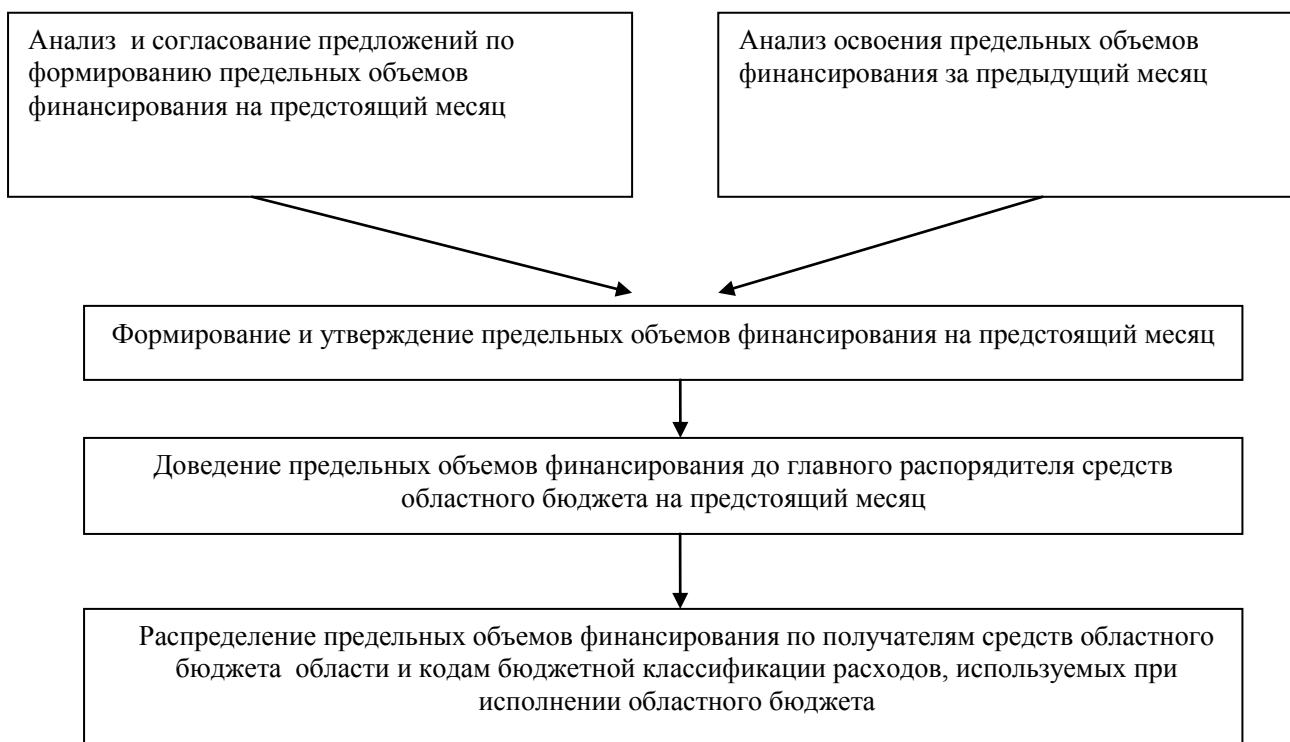 Анализ и согласование предложений по
формированию предельных объемов
финансирования на предстоящий месяц
Анализ освоения предельных объемов
финансирования за предыдущий месяц
Формирование и утверждение предельных объемов финансирования на предстоящий месяц
Доведение предельных объемов финансирования до главного распорядителя средств
областного бюджета на предстоящий месяц
Распределение предельных объемов финансирования по получателям средств областного
бюджета области и кодам бюджетной классификации расходов, используемых при
исполнении областного бюджета